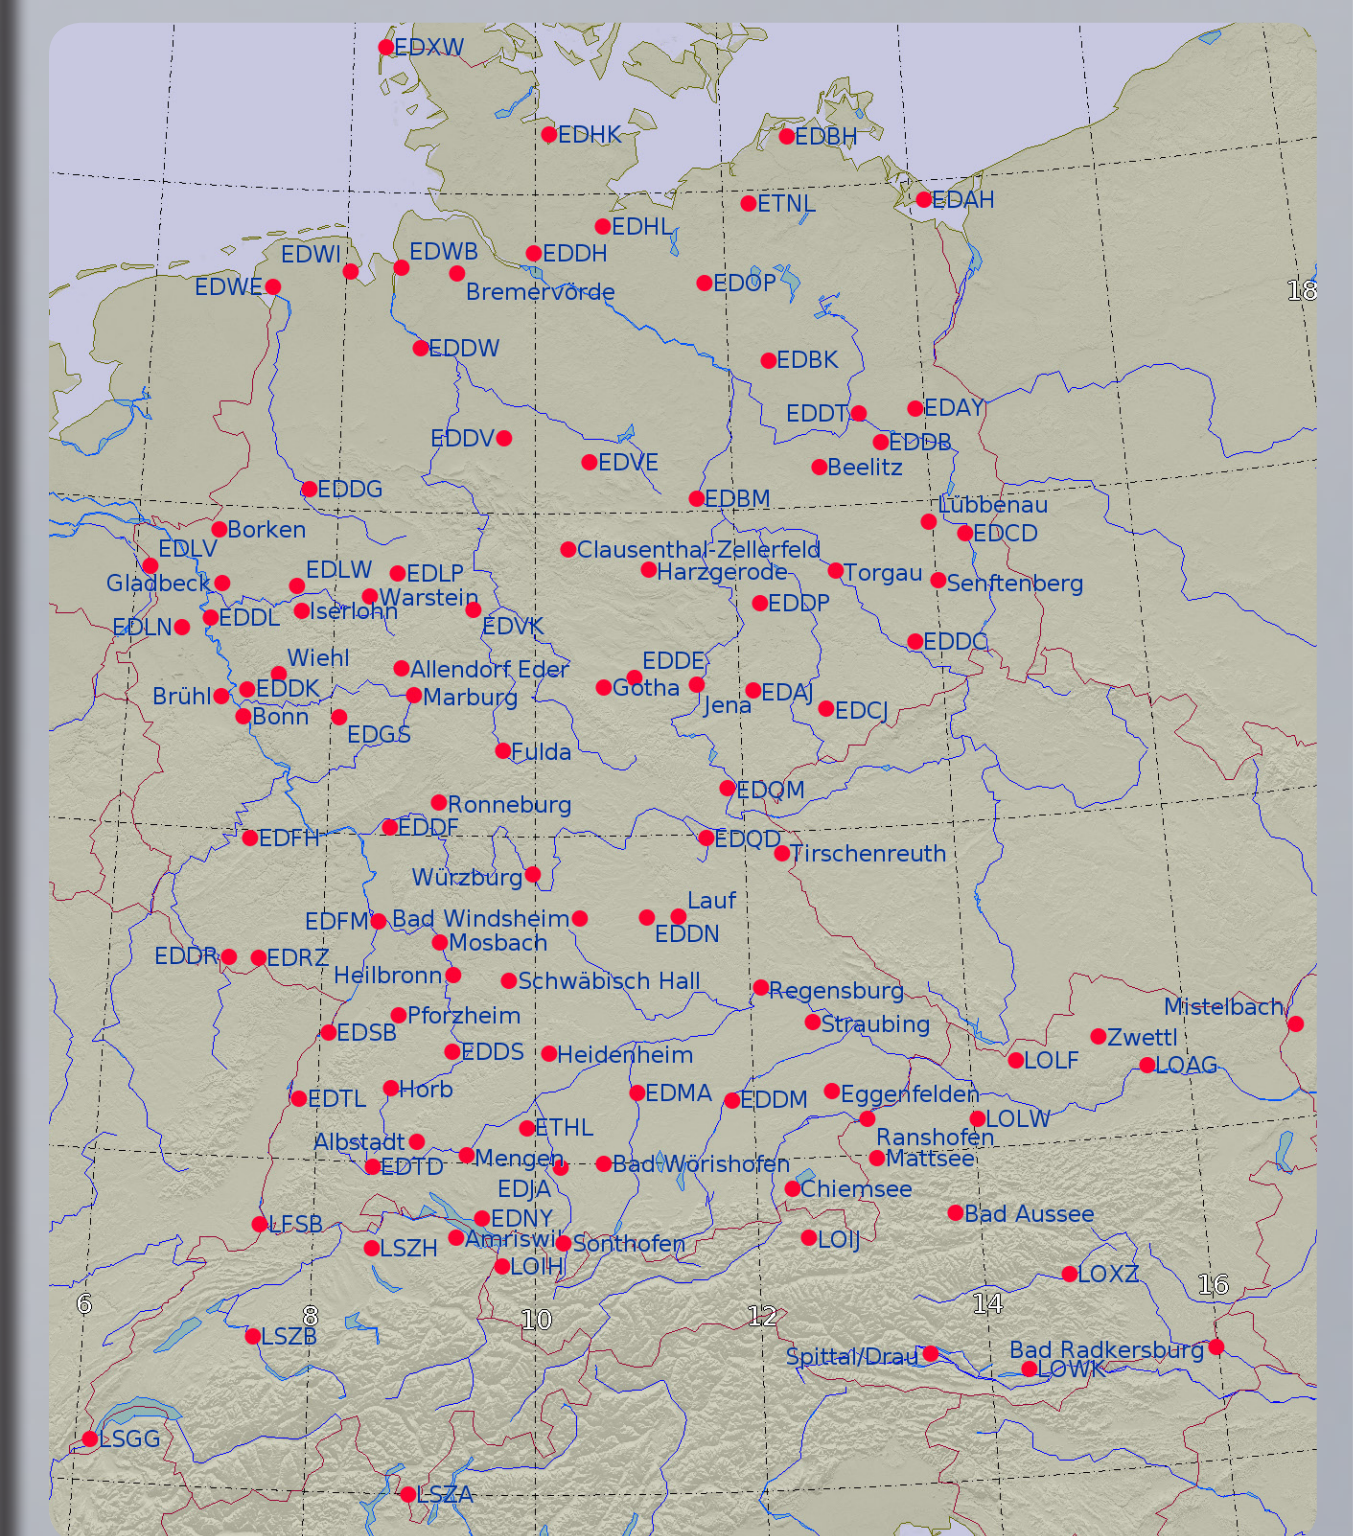 EDXW
EDHK
EDBH
EDAH
ETNL
EDHL
EDWI
EDWB
EDDH
EDWE
Bremervörde
EDOP
18
EDDW
EDBK
EDDT
EDAY
EDDV
EDDB
EDVE
Beelitz
EDDG
EDBM
Lübbenau
Borken
EDCD
EDLV
Clausenthal-Zellerfeld
Gladbeck
EDLW
EDLP
Harzgerode
Torgau
Senftenberg
Warstein
Iserlohn
EDDP
EDDL
EDLN
EDVK
EDDC
Wiehl
Allendorf Eder
EDDE
EDDK
Gotha
EDAJ
Brühl
Marburg
Jena
EDCJ
Bonn
EDGS
Fulda
EDQM
Ronneburg
EDDF
EDFH
EDQD
Tirschenreuth
Würzburg
Lauf
EDFM
Bad Windsheim
EDDN
Mosbach
EDDR
EDRZ
Heilbronn
Schwäbisch Hall
Regensburg
Mistelbach
Pforzheim
Straubing
EDSB
Zwettl
EDDS
Heidenheim
LOLF
LOAG
Horb
EDMA
Eggenfelden
EDTL
EDDM
LOLW
ETHL
Ranshofen
Albstadt
Mengen
Bad Wörishofen
Mattsee
EDTD
EDJA
Chiemsee
EDNY
Bad Aussee
LFSB
Amriswil
Sonthofen
LOIJ
LSZH
LOIH
LOXZ
16
6
8
10
12
14
LSZB
Bad Radkersburg
Spittal/Drau
LOWK
LSGG
LSZA